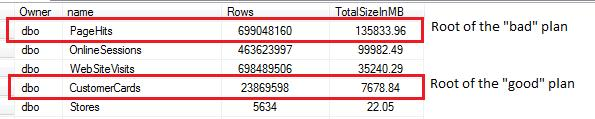 Owner name Rows TotalSizeInMB
dbo PageHits 699048160 135833.96 Root of the "bad" plan
dbo OnlineSessions 463623997 99982.49
dbo WebSiteVisits 698489506 35240.29
dbo CustomerCards 23869598 7678.84 Root of the "good" plan
dbo Stores 5634 22.05